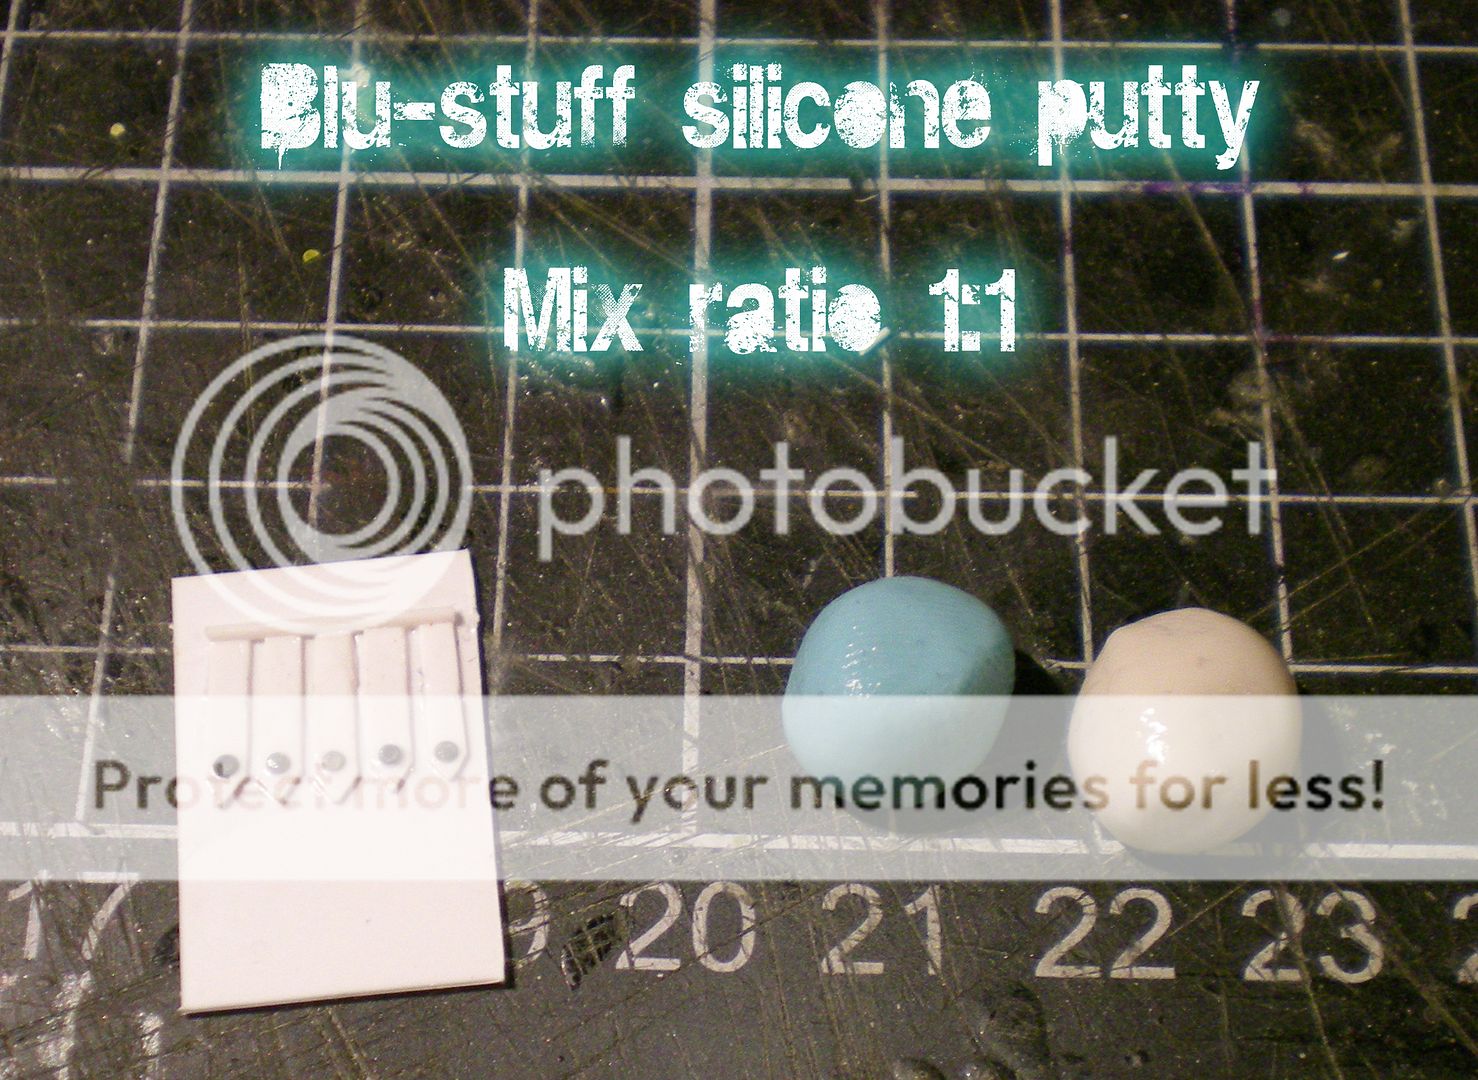 Blu-stuff silicone putty
Mix ratio 1:1
photobucket
Protect more of your memories for less!
17 19 20 21 22 23